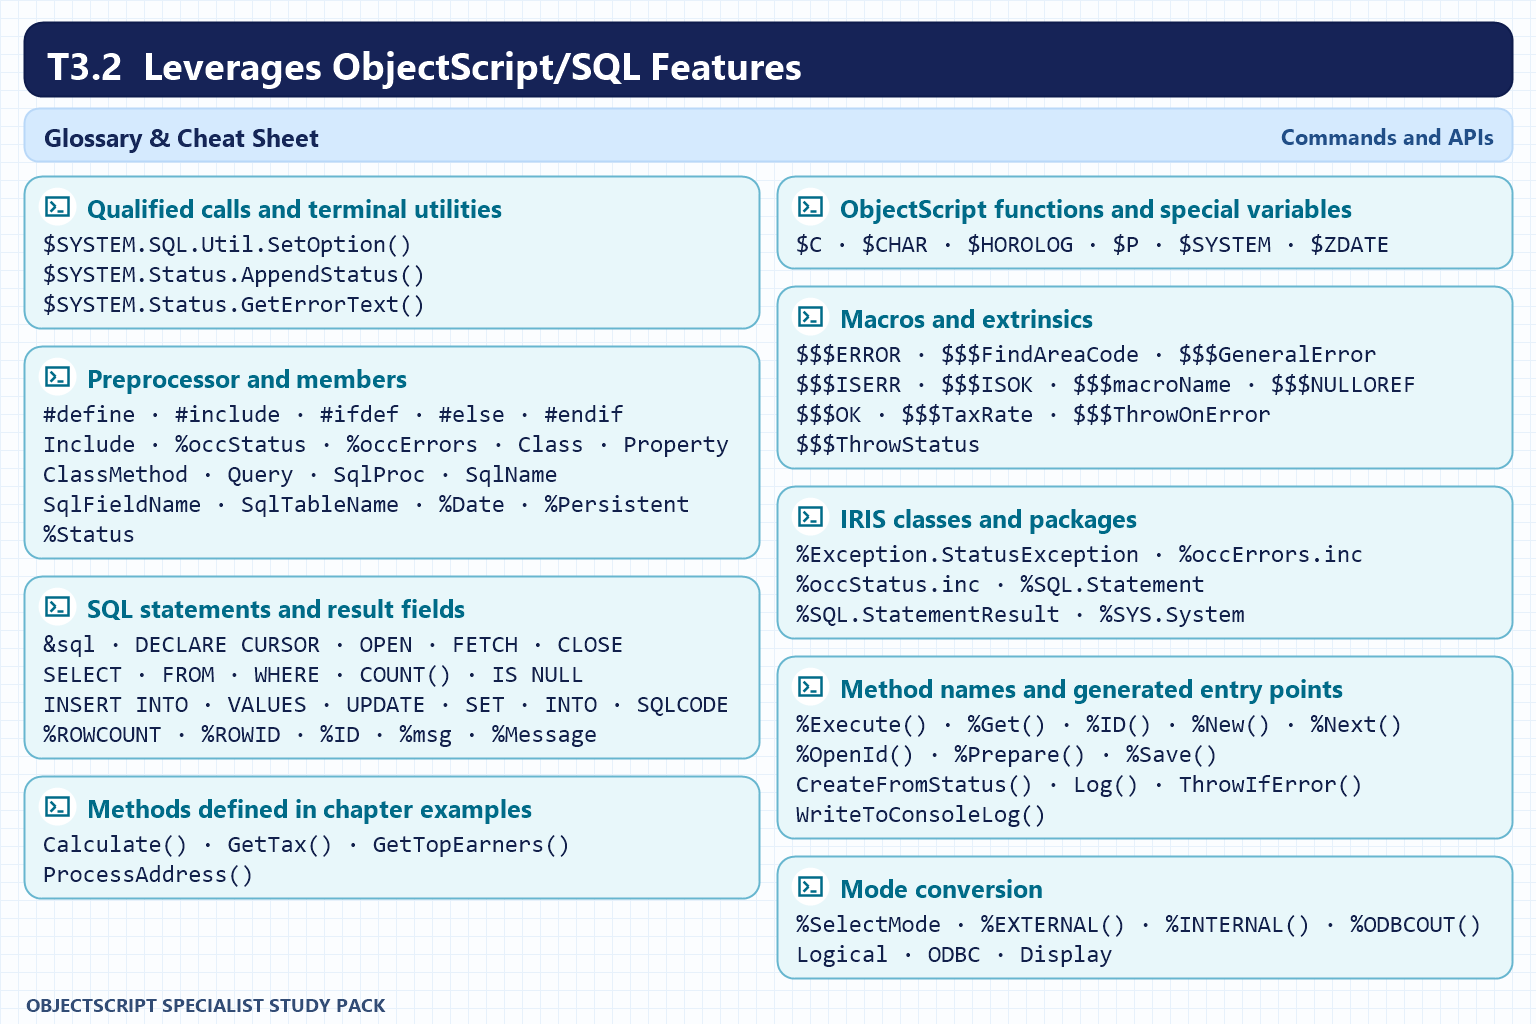 T3.2 Leverages ObjectScript/SQL Features
Glossary & Cheat Sheet
Commands and APIs
Qualified calls and terminal utilities
$SYSTEM.SQL.Util.SetOption()
$SYSTEM.Status.AppendStatus()
$SYSTEM.Status.GetErrorText()
Preprocessor and members
#define · #include · #ifdef · #else · #endif
Include · %occStatus · %occErrors · Class · Property
ClassMethod · Query · SqlProc · SqlName
SqlFieldName · SqlTableName · %Date · %Persistent
%Status
SQL statements and result fields
&sql · DECLARE CURSOR · OPEN · FETCH · CLOSE
SELECT · FROM · WHERE · COUNT() · IS NULL
INSERT INTO · VALUES · UPDATE · SET · INTO · SQLCODE
%ROWCOUNT · %ROWID · %ID · %msg · %Message
Methods defined in chapter examples
Calculate() · GetTax() · GetTopEarners()
ProcessAddress()
ObjectScript functions and special variables
$C · $CHAR · $HOROLOG · $P · $SYSTEM · $ZDATE
Macros and extrinsics
$$$ERROR · $$$FindAreaCode · $$$GeneralError
$$$ISERR · $$$ISOK · $$$macroName · $$$NULLOREF
$$$OK · $$$TaxRate · $$$ThrowOnError
$$$ThrowStatus
IRIS classes and packages
%Exception.StatusException · %occErrors.inc
%occStatus.inc · %SQL.Statement
%SQL.StatementResult · %SYS.System
Method names and generated entry points
%Execute() · %Get() · %ID() · %New() · %Next()
%OpenId() · %Prepare() · %Save()
CreateFromStatus() · Log() · ThrowIfError()
WriteToConsoleLog()
Mode conversion
%SelectMode · %EXTERNAL() · %INTERNAL() · %ODBCOUT()
Logical · ODBC · Display
OBJECTSCRIPT SPECIALIST STUDY PACK